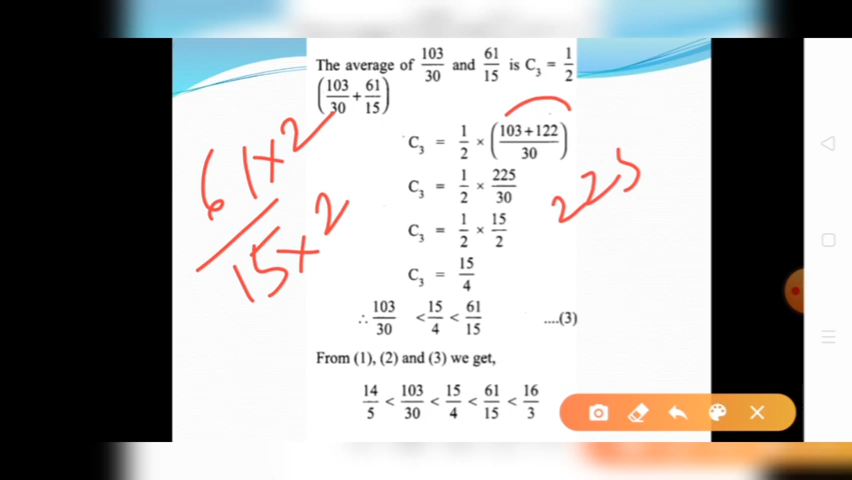 The average of 103/30 and 61/15 is C₃ = 1/2
(103/30 + 61/15)
C₃ = 1/2 × (103+122/30)
C₃ = 1/2 × 225/30
C₃ = 1/2 × 15/2
C₃ = 15/4
∴ 103/30 < 15/4 < 61/15 ....(3)
From (1), (2) and (3) we get,
14/5 < 103/30 < 15/4 < 61/15 < 16/3
61×2
15×2
225